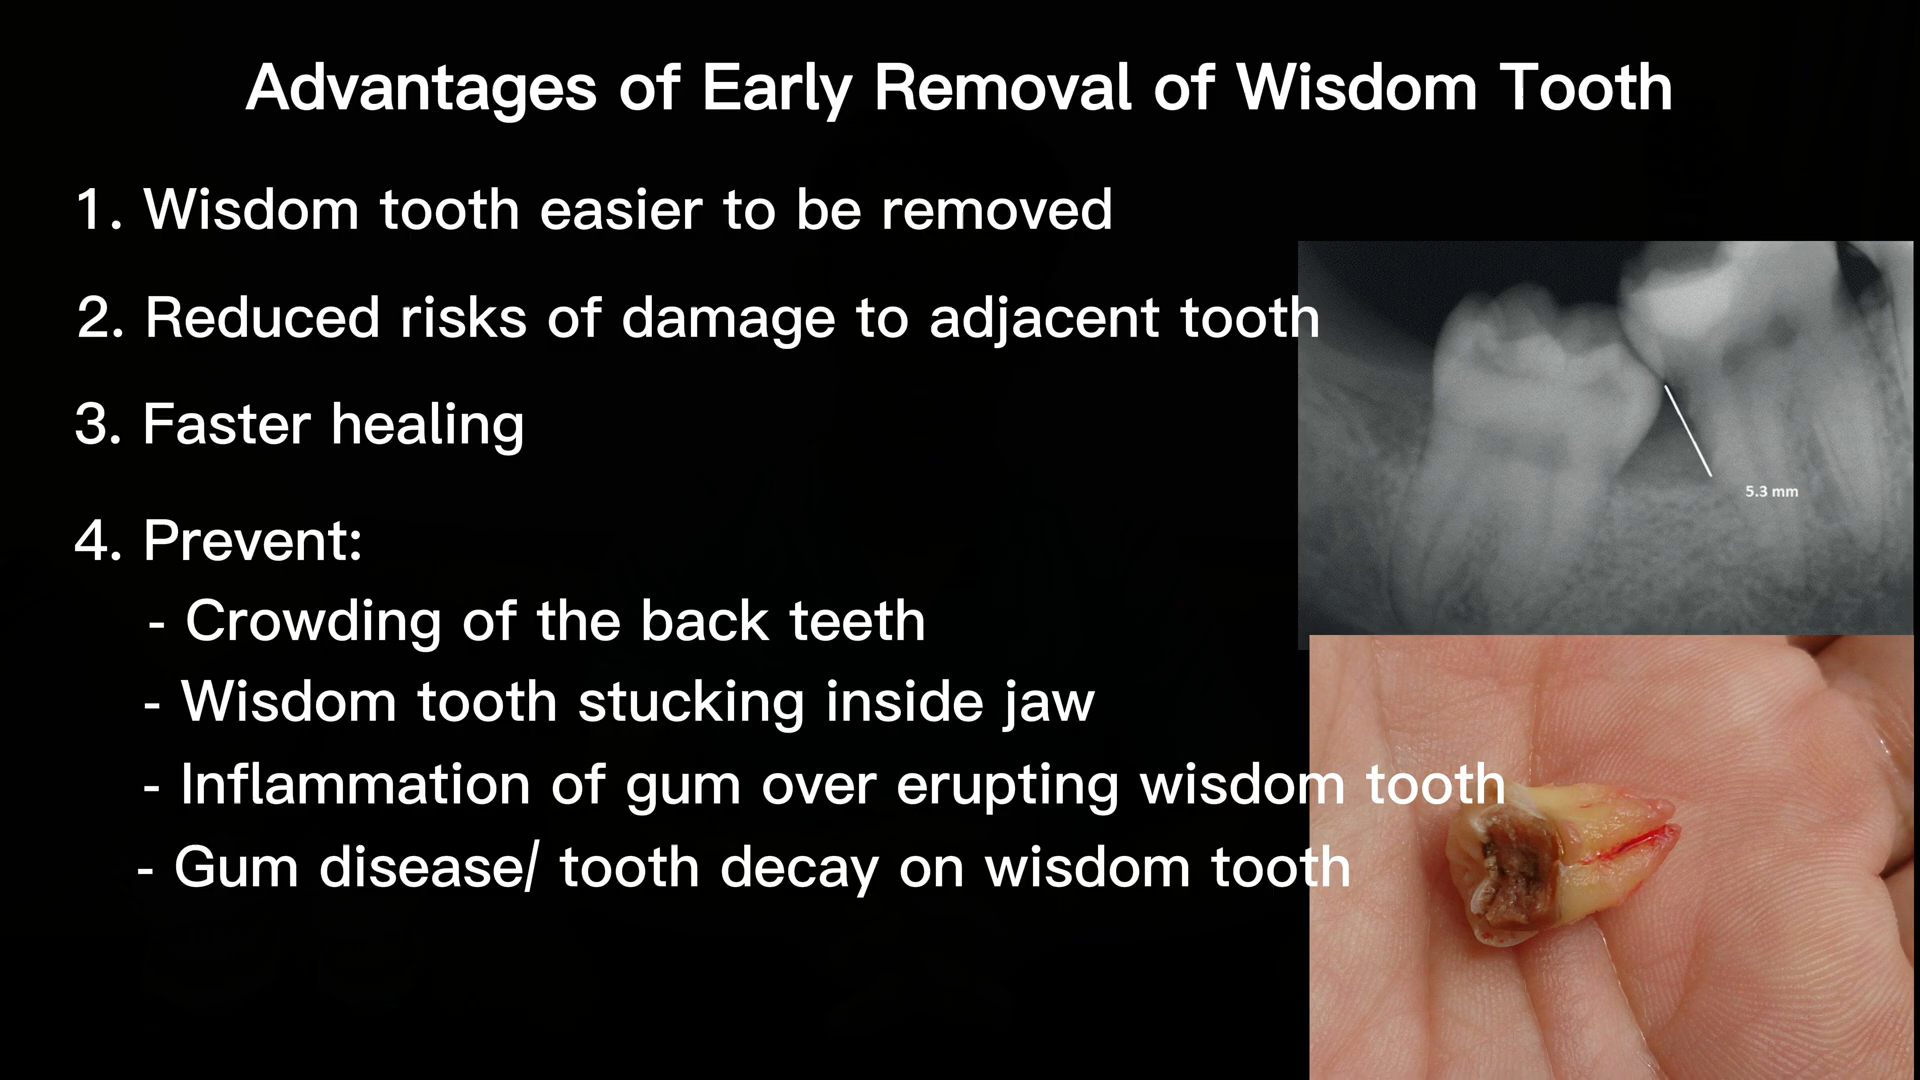 Advantages of Early Removal of Wisdom Tooth
1. Wisdom tooth easier to be removed
2. Reduced risks of damage to adjacent tooth
3. Faster healing
5.3 mm
4. Prevent:
- Crowding of the back teeth
- Wisdom tooth stucking inside jaw
- Inflammation of gum over erupting wisdom tooth
- Gum disease/ tooth decay on wisdom tooth